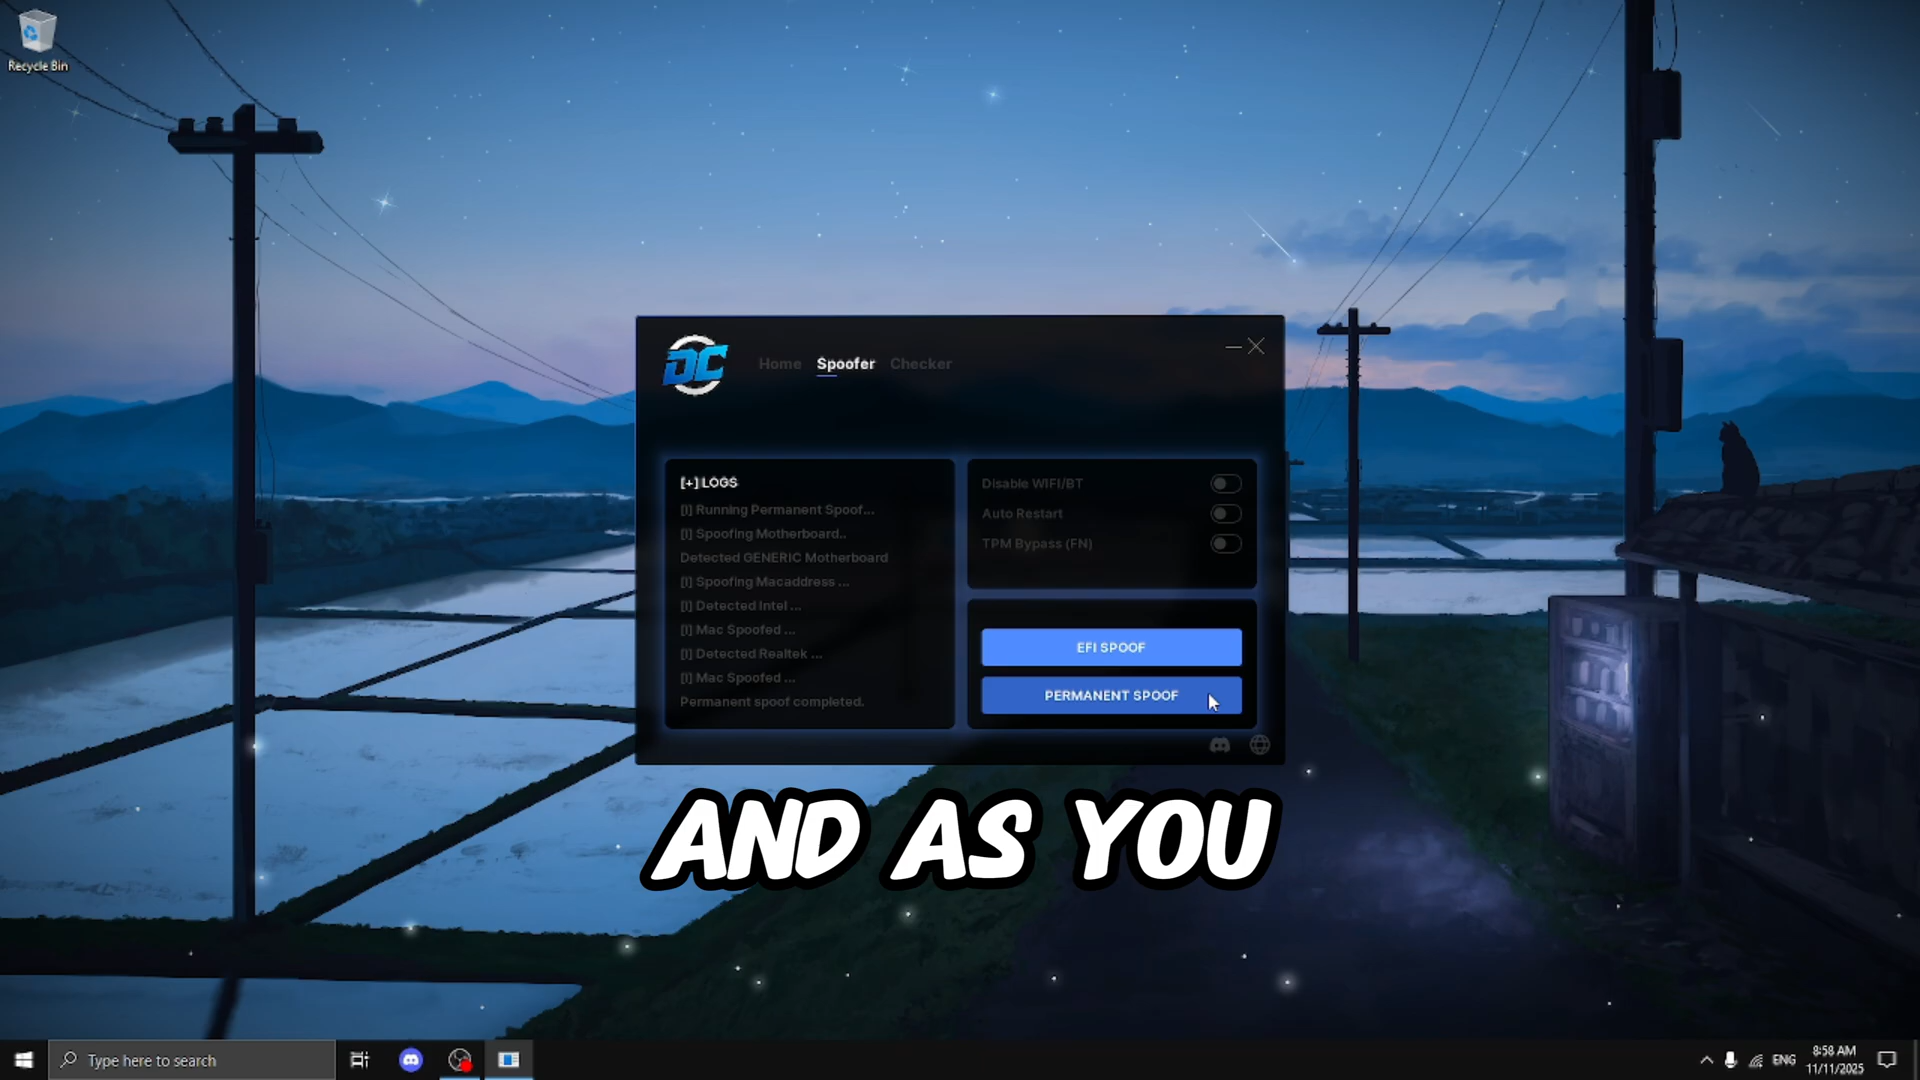 Recycle Bin
DC
Home Spoofer Checker
[+] LOGS
[!] Running Permanent Spoof...
[!] Spoofing Motherboard..
Detected GENERIC Motherboard
[!] Spoofing Macaddress ...
[!] Detected Intel ...
[!] Mac Spoofed ...
[!] Detected Realtek ...
[!] Mac Spoofed ...
Permanent spoof completed.
Disable WIFI/BT
Auto Restart
TPM Bypass (FN)
EFI SPOOF
PERMANENT SPOOF
AND AS YOU
Type here to search
ENG
8:58 AM
11/11/2025